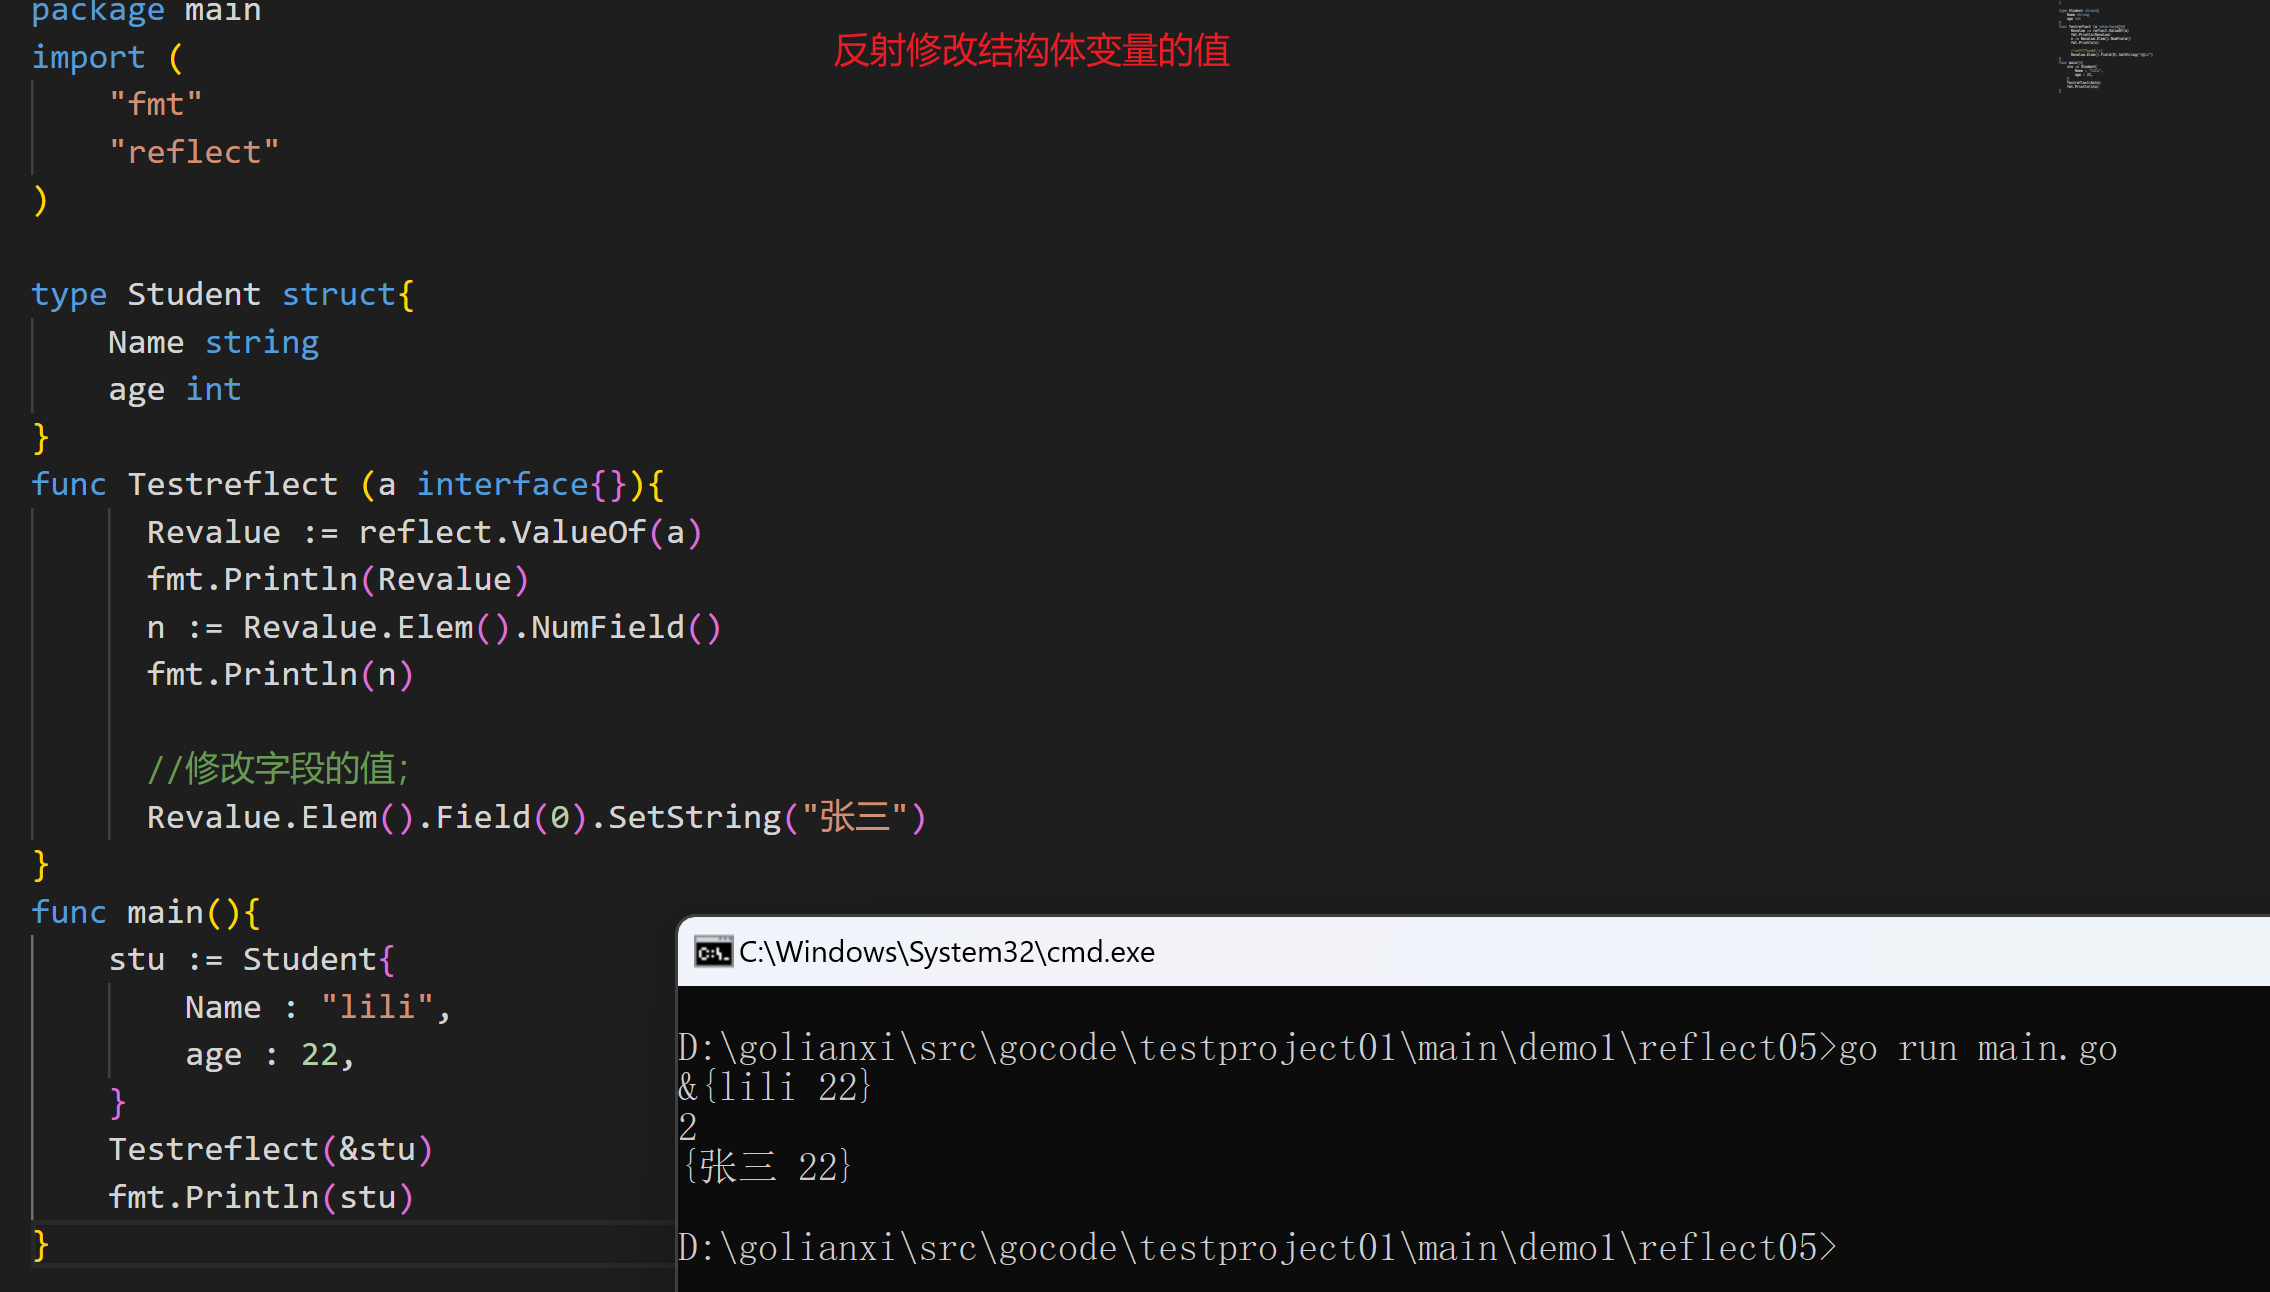 package main
反射修改结构体变量的值
import (
"fmt"
"reflect"
)
type Student struct{
Name string
age int
}
func Testreflect (a interface{}){
Revalue := reflect.ValueOf(a)
fmt.Println(Revalue)
n := Revalue.Elem().NumField()
fmt.Println(n)
//修改字段的值;
Revalue.Elem().Field(0).SetString("张三")
}
func main(){
stu := Student{
Name : "lili",
age : 22,
}
Testreflect(&stu)
fmt.Println(stu)
}
C:\Windows\System32\cmd.exe
D:\golianxi\src\gocode\testproject01\main\demo1\reflect05>go run main.go
&{lili 22}
2
{张三 22}
D:\golianxi\src\gocode\testproject01\main\demo1\reflect05>